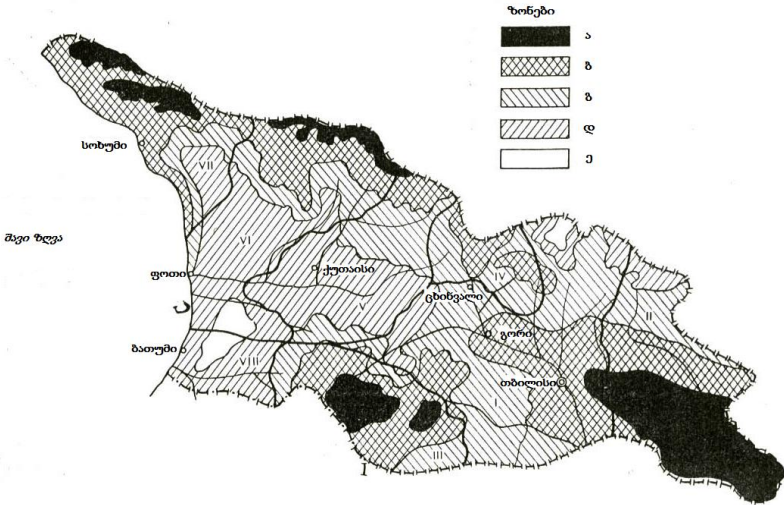 ზონები
ა
ბ
გ
დ
ე
სოხუმი
VII
შავი ზღვა
VI
ფოთი
ქუთაისი
IV
ცხინვალი
V
II
გორი
ბათუმი
VIII
თბილისი
I
III